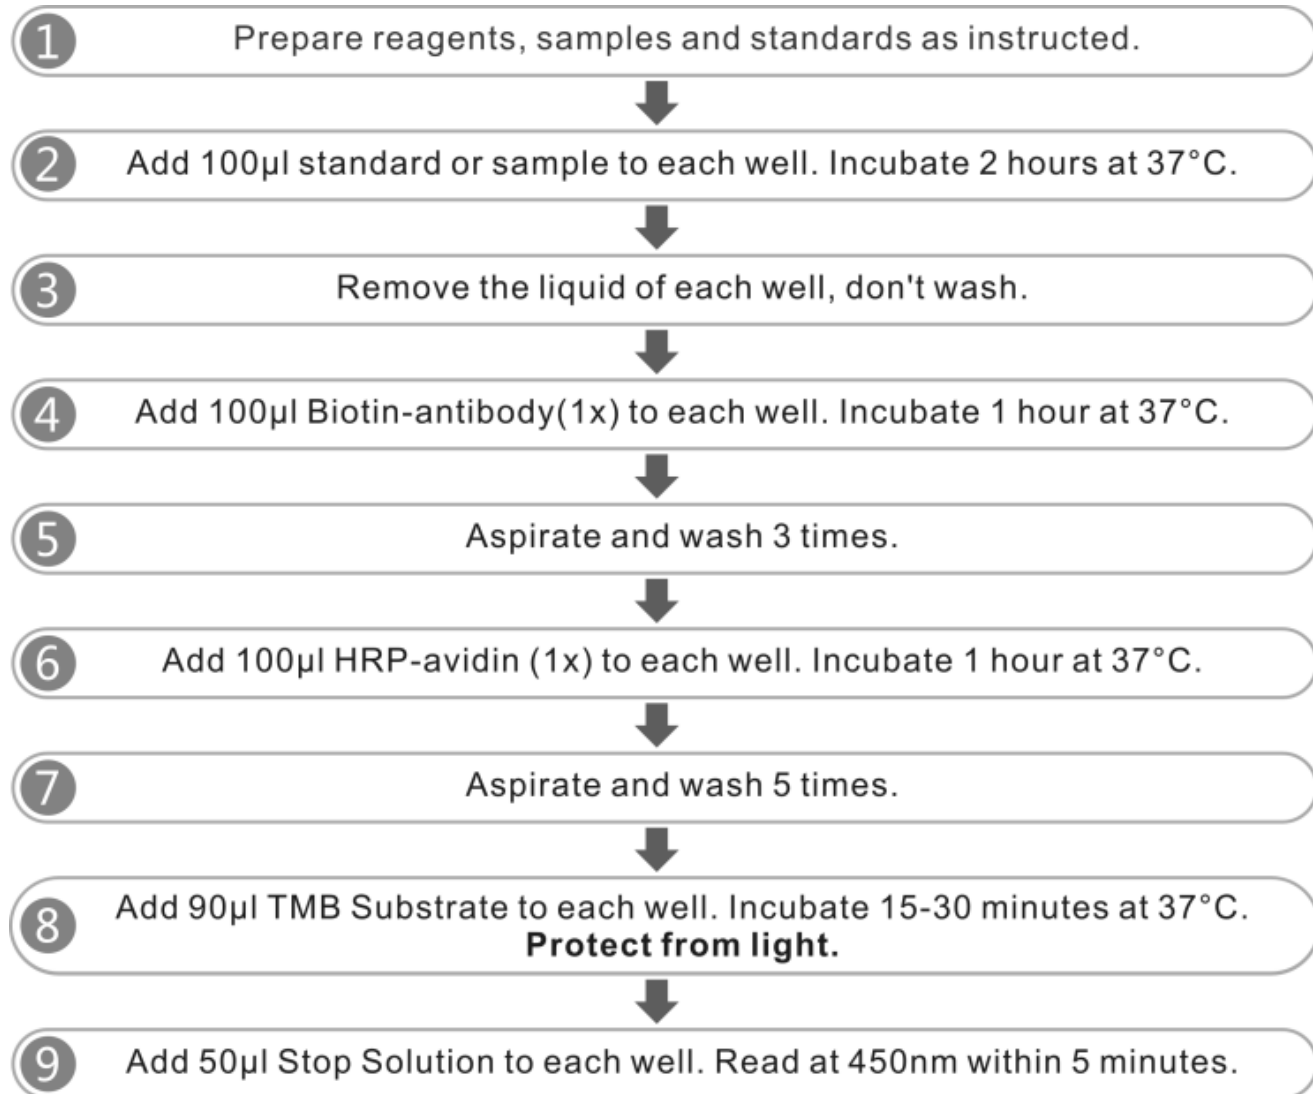 1 Prepare reagents, samples and standards as instructed.
2 Add 100µl standard or sample to each well. Incubate 2 hours at 37°C.
3 Remove the liquid of each well, don't wash.
4 Add 100µl Biotin-antibody(1x) to each well. Incubate 1 hour at 37°C.
5 Aspirate and wash 3 times.
6 Add 100µl HRP-avidin (1x) to each well. Incubate 1 hour at 37°C.
7 Aspirate and wash 5 times.
8 Add 90µl TMB Substrate to each well. Incubate 15-30 minutes at 37°C.
Protect from light.
9 Add 50µl Stop Solution to each well. Read at 450nm within 5 minutes.